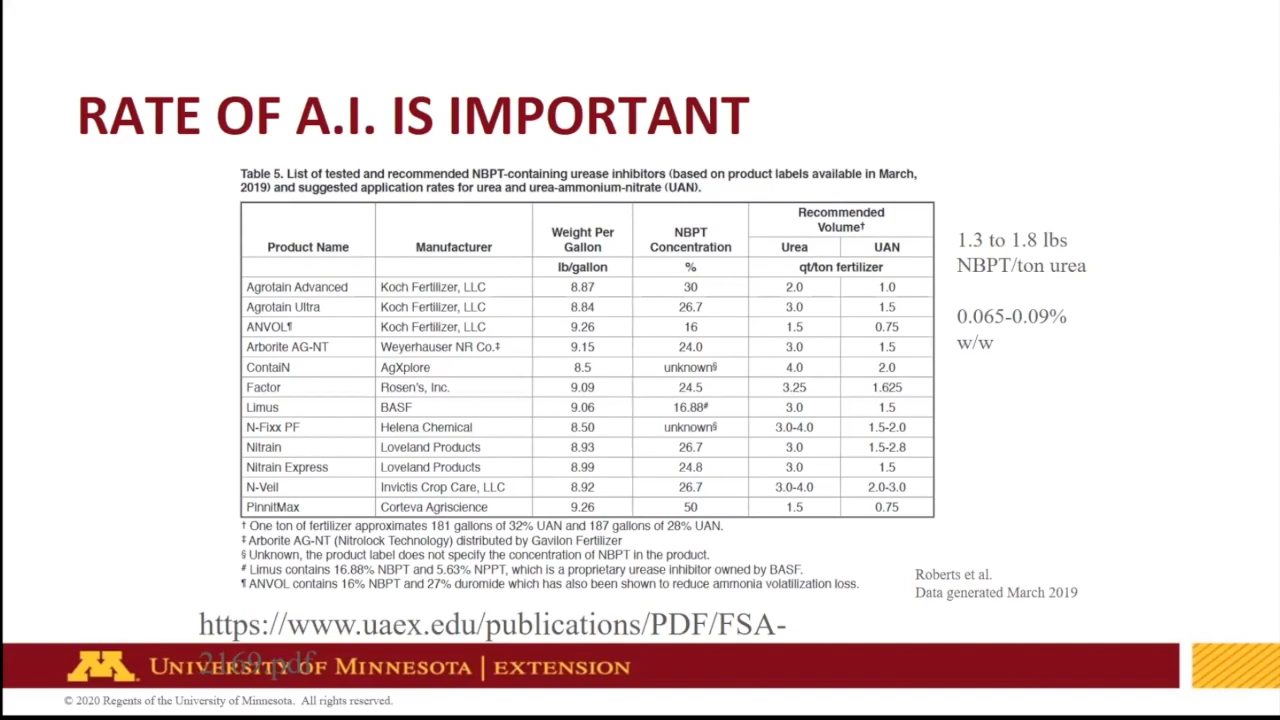 RATE OF A.I. IS IMPORTANT
Table 5. List of tested and recommended NBPT-containing urease inhibitors (based on product labels available in March,
2019) and suggested application rates for urea and urea-ammonium-nitrate (UAN).
Product Name Manufacturer Weight Per Gallon NBPT Concentration Recommended Volume†
Urea UAN
lb/gallon % qt/ton fertilizer
Agrotain Advanced Koch Fertilizer, LLC 8.87 30 2.0 1.0
Agrotain Ultra Koch Fertilizer, LLC 8.84 26.7 3.0 1.5
ANVOL¶ Koch Fertilizer, LLC 9.26 16 1.5 0.75
Arborite AG-NT Weyerhauser NR Co.‡ 9.15 24.0 3.0 1.5
ContaiN AgXplore 8.5 unknown§ 4.0 2.0
Factor Rosen's, Inc. 9.09 24.5 3.25 1.625
Limus BASF 9.06 16.88# 3.0 1.5
N-Fixx PF Helena Chemical 8.50 unknown§ 3.0-4.0 1.5-2.0
Nitrain Loveland Products 8.93 26.7 3.0 1.5-2.8
Nitrain Express Loveland Products 8.99 24.8 3.0 1.5
N-Veil Invictis Crop Care, LLC 8.92 26.7 3.0-4.0 2.0-3.0
PinnitMax Corteva Agriscience 9.26 50 1.5 0.75
† One ton of fertilizer approximates 181 gallons of 32% UAN and 187 gallons of 28% UAN.
‡ Arborite AG-NT (Nitrolock Technology) distributed by Gavilon Fertilizer
§ Unknown, the product label does not specify the concentration of NBPT in the product.
# Limus contains 16.88% NBPT and 5.63% NPPT, which is a proprietary urease inhibitor owned by BASF.
¶ ANVOL contains 16% NBPT and 27% duromide which has also been shown to reduce ammonia volatilization loss.
1.3 to 1.8 lbs
NBPT/ton urea
0.065-0.09%
w/w
Roberts et al.
Data generated March 2019
https://www.uaex.edu/publications/PDF/FSA-
2169.pdf
M UNIVERSITY OF MINNESOTA | EXTENSION
© 2020 Regents of the University of Minnesota. All rights reserved.